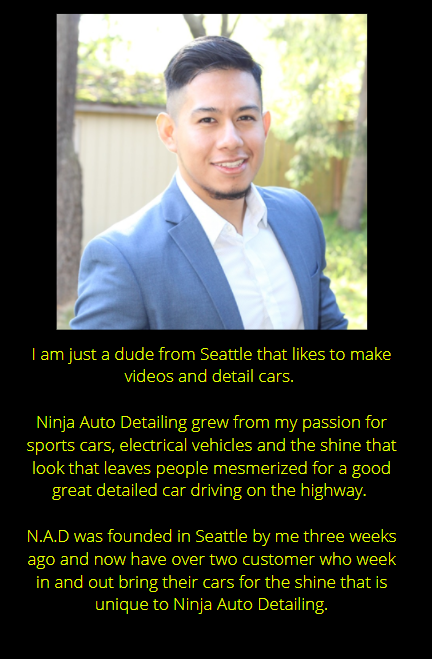 I am just a dude from Seattle that likes to make
videos and detail cars.
Ninja Auto Detailing grew from my passion for
sports cars, electrical vehicles and the shine that
look that leaves people mesmerized for a good
great detailed car driving on the highway.
N.A.D was founded in Seattle by me three weeks
ago and now have over two customer who week
in and out bring their cars for the shine that is
unique to Ninja Auto Detailing.